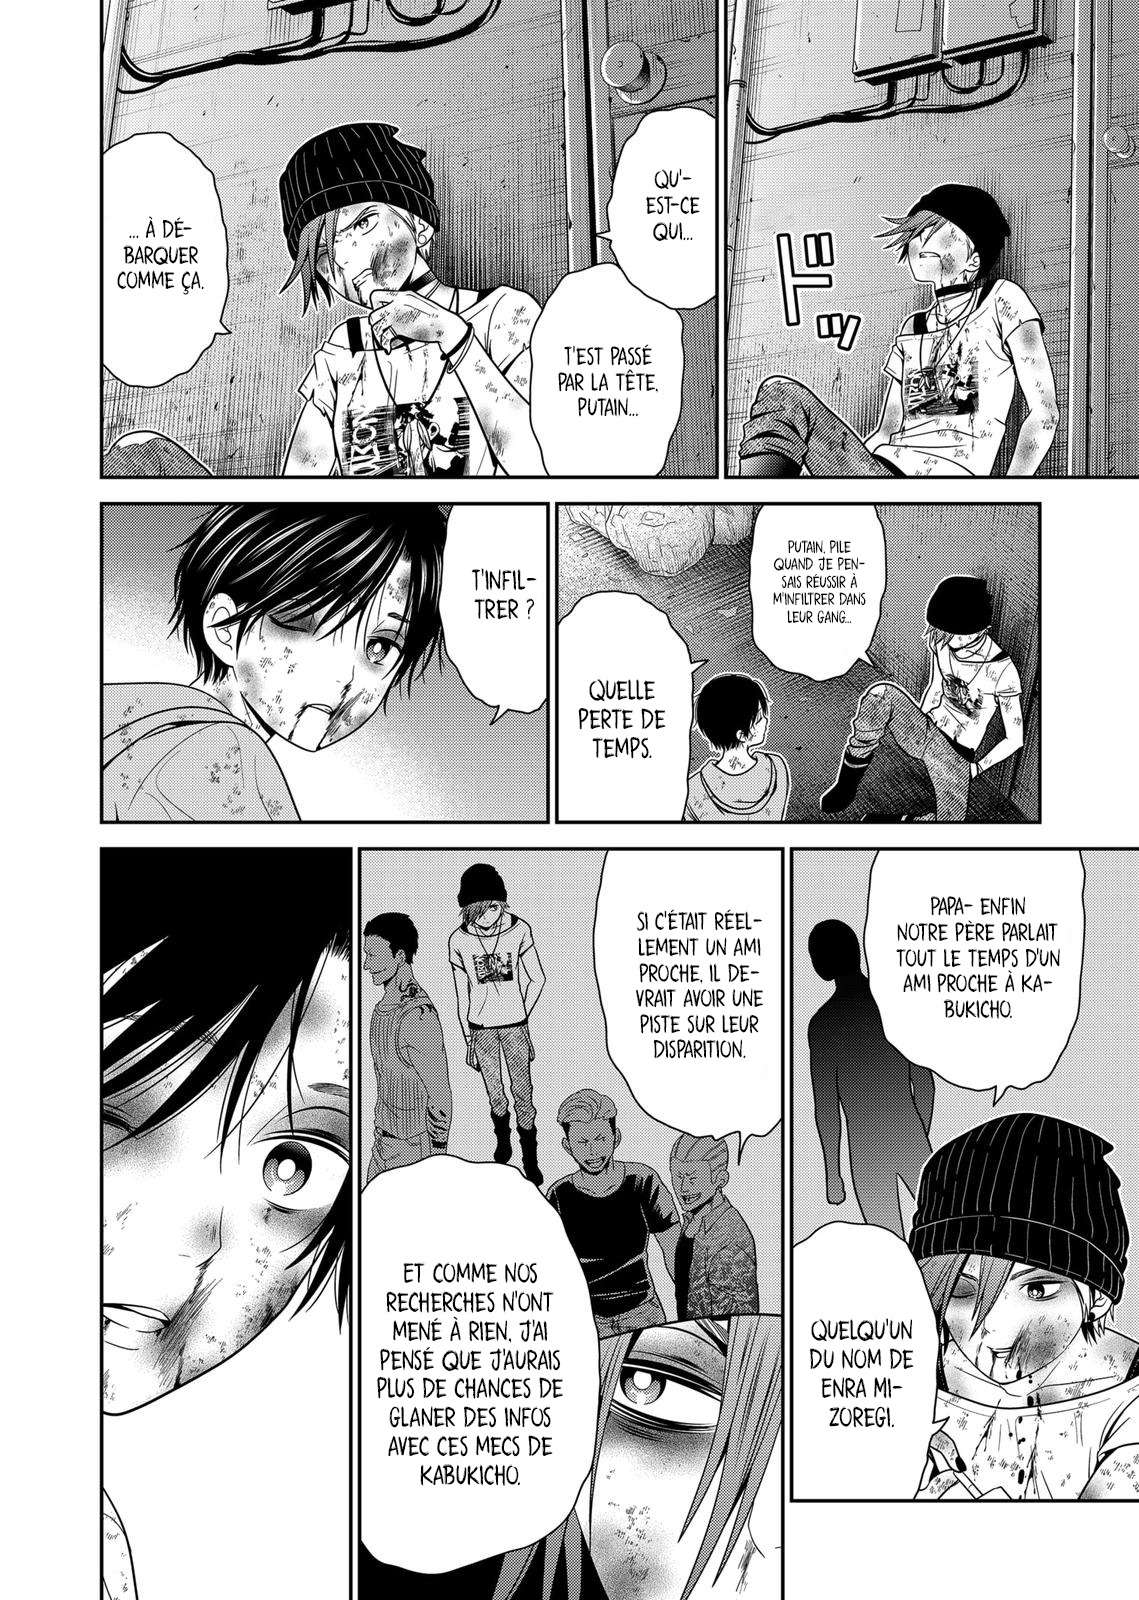 ドドッ
QU'-
EST-CE
QUI...
T'EST PASSÉ
PAR LA TÊTE,
PUTAIN...
... À DÉ-
BARQUER
COMME ÇA.
PUTAIN, PILE
QUAND JE PEN-
SAIS RÉUSSIR À
M'INFILTRER DANS
LEUR GANG...
QUELLE
PERTE DE
TEMPS.
T'INFIL-
TRER ?
PAPA- ENFIN
NOTRE PÈRE PARLAIT
TOUT LE TEMPS D'UN
AMI PROCHE À KA-
BUKICHO.
QUELQU'UN
DU NOM DE
ENRA MI-
ZOREGI.
SI C'ÉTAIT RÉEL-
LEMENT UN AMI
PROCHE, IL DE-
VRAIT AVOIR UNE
PISTE SUR LEUR
DISPARITION.
ET COMME NOS
RECHERCHES N'ONT
MENÉ À RIEN, J'AI
PENSÉ QUE J'AURAIS
PLUS DE CHANCES DE
GLANER DES INFOS
AVEC CES MECS DE
KABUKICHO.